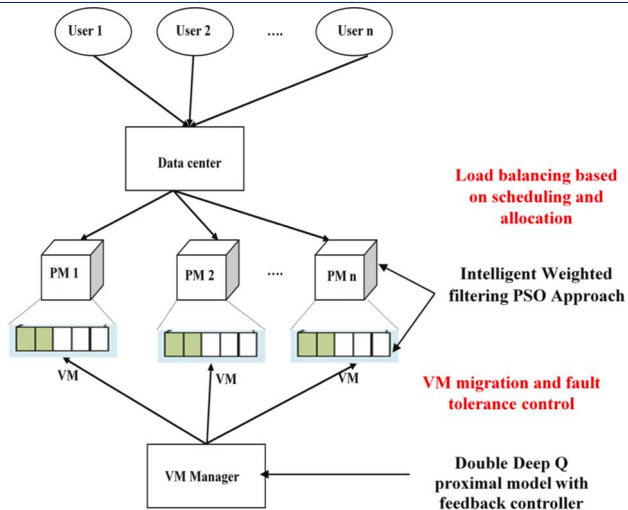 User 1
User 2
....
User n
Data center
Load balancing based
on scheduling and
allocation
PM 1
PM 2
....
PM n
Intelligent Weighted
filtering PSO Approach
VM
VM
VM
VM migration and fault
tolerance control
VM Manager
Double Deep Q
proximal model with
feedback controller